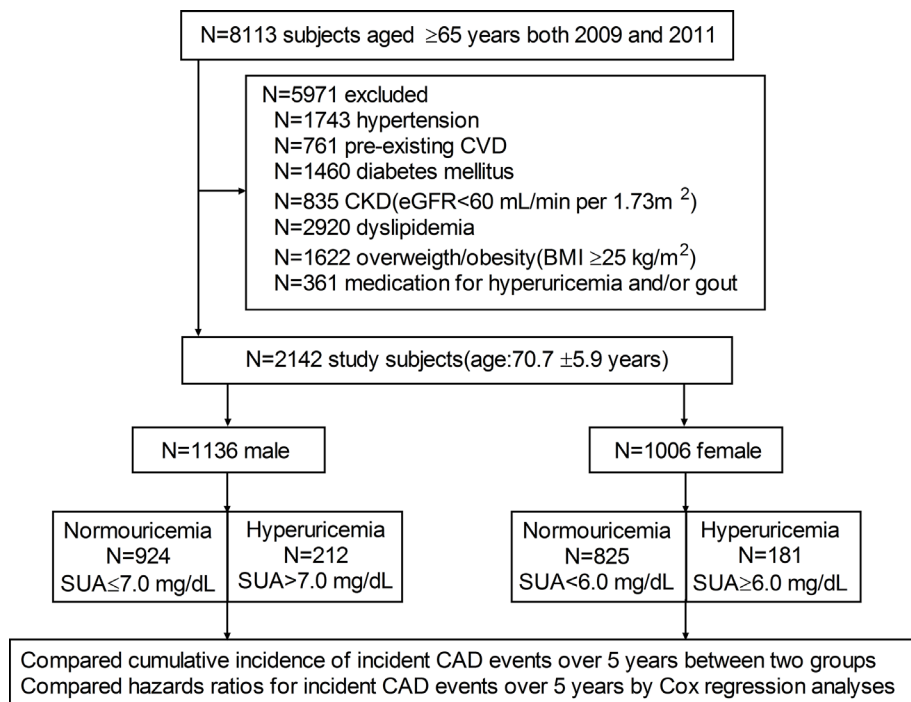 N=8113 subjects aged ≥65 years both 2009 and 2011
N=5971 excluded
N=1743 hypertension
N=761 pre-existing CVD
N=1460 diabetes mellitus
N=835 CKD(eGFR<60 mL/min per 1.73m ²)
N=2920 dyslipidemia
N=1622 overweigth/obesity(BMI ≥25 kg/m²)
N=361 medication for hyperuricemia and/or gout
N=2142 study subjects(age:70.7 ±5.9 years)
N=1136 male
N=1006 female
Normouricemia
N=924
SUA≤7.0 mg/dL
Hyperuricemia
N=212
SUA>7.0 mg/dL
Normouricemia
N=825
SUA<6.0 mg/dL
Hyperuricemia
N=181
SUA≥6.0 mg/dL
Compared cumulative incidence of incident CAD events over 5 years between two groups
Compared hazards ratios for incident CAD events over 5 years by Cox regression analyses